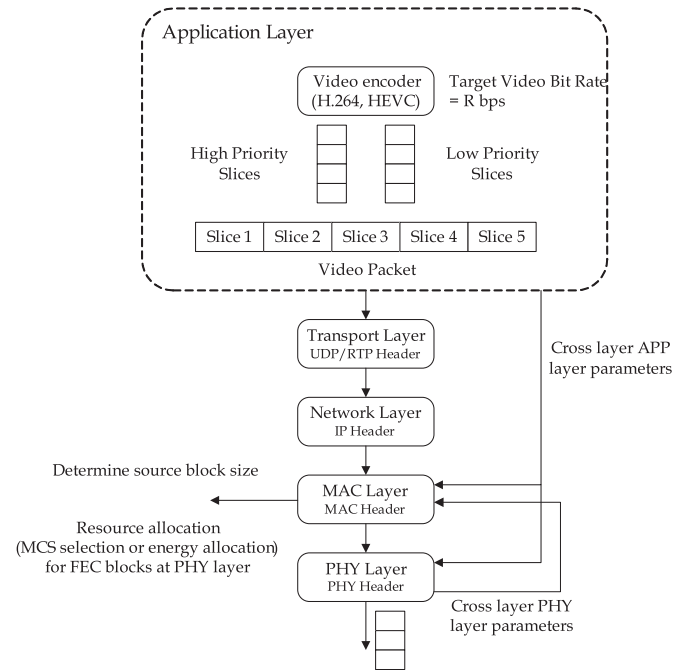 Application Layer
Video encoder
(H.264, HEVC)
Target Video Bit Rate
= R bps
High Priority
Slices
Low Priority
Slices
Slice 1 Slice 2 Slice 3 Slice 4 Slice 5
Video Packet
Transport Layer
UDP/RTP Header
Cross layer APP
layer parameters
Network Layer
IP Header
Determine source block size
MAC Layer
MAC Header
Resource allocation
(MCS selection or energy allocation)
for FEC blocks at PHY layer
PHY Layer
PHY Header
Cross layer PHY
layer parameters